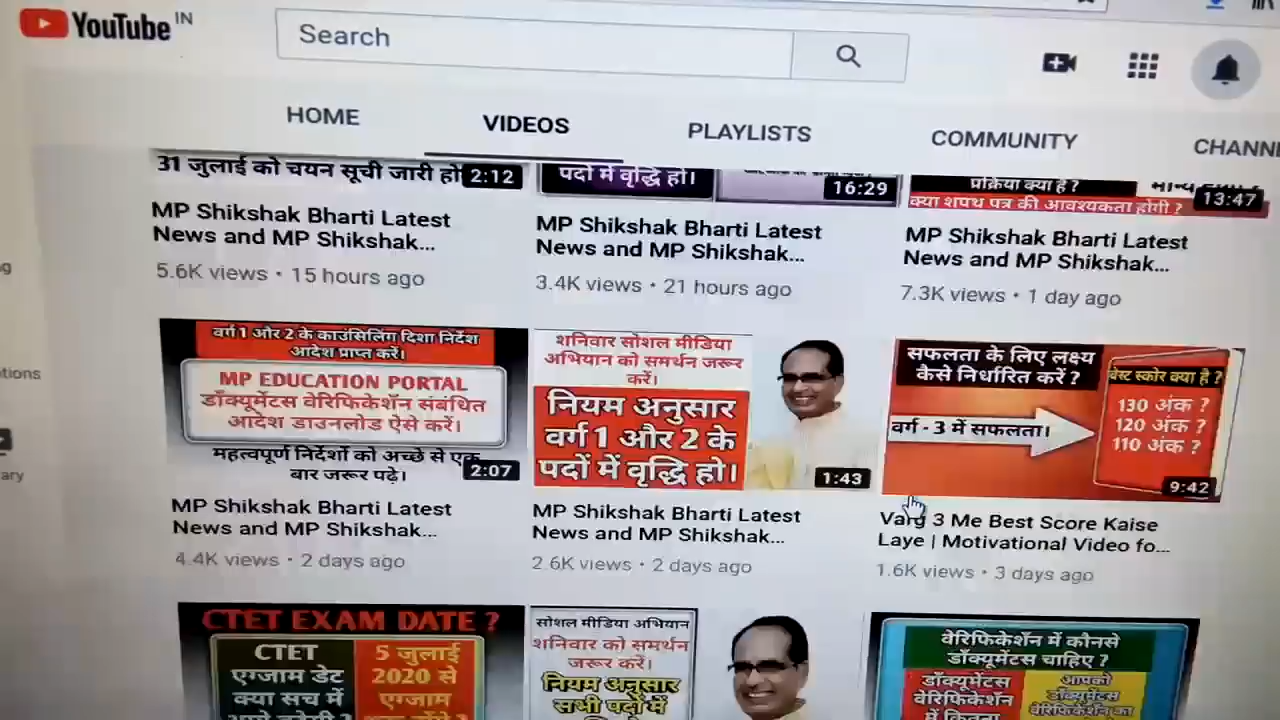 YouTube IN
Search
HOME
VIDEOS
PLAYLISTS
COMMUNITY
CHANN
31 जुलाई को चयन सूची जारी हो
2:12
MP Shikshak Bharti Latest
News and MP Shikshak...
5.6K views • 15 hours ago
पदों में वृद्धि हो।
16:29
MP Shikshak Bharti Latest
News and MP Shikshak...
3.4K views • 21 hours ago
प्रक्रिया क्या है ?
क्या शपथ पत्र की आवश्यकता होगी ?
13:47
MP Shikshak Bharti Latest
News and MP Shikshak...
7.3K views • 1 day ago
g
tions
ary
वर्ग 1 और 2 के काउंसिलिंग दिशा निर्देश
आदेश प्राप्त करें।
MP EDUCATION PORTAL
डॉक्यूमेंटस वेरिफिकेशॅन संबंधित
आदेश डाउनलोड ऐसे करें।
महत्वपूर्ण निर्देशों को अच्छे से एक
बार जरूर पढ़े।
2:07
MP Shikshak Bharti Latest
News and MP Shikshak...
4.4K views • 2 days ago
शनिवार सोशल मीडिया
अभियान को समर्थन जरूर
करें।
नियम अनुसार
वर्ग 1 और 2 के
पदों में वृद्धि हो।
1:43
MP Shikshak Bharti Latest
News and MP Shikshak...
2.6K views • 2 days ago
सफलता के लिए लक्ष्य
कैसे निर्धारित करें ?
वर्ग - 3 में सफलता।
बेस्ट स्कोर क्या है ?
130 अंक ?
120 अंक ?
110 अंक ?
9:42
Varg 3 Me Best Score Kaise
Laye | Motivational Video fo...
1.6K views • 3 days ago
CTET EXAM DATE ?
CTET
एग्जाम डेट
क्या सच में
5 जुलाई
2020 से
एग्जाम
सोशल मीडिया अभियान
शनिवार को समर्थन
जरूर करें।
नियम अनुसार
सभी पदों में
वेरिफिकेशॅन में कौनसे
डॉक्यूमेंटस चाहिए ?
डॉक्यूमेंटस
वेरिफिकेशॅन
में कितना
आपको
डॉक्यूमेंटस
वेरिफिकेशॅन का